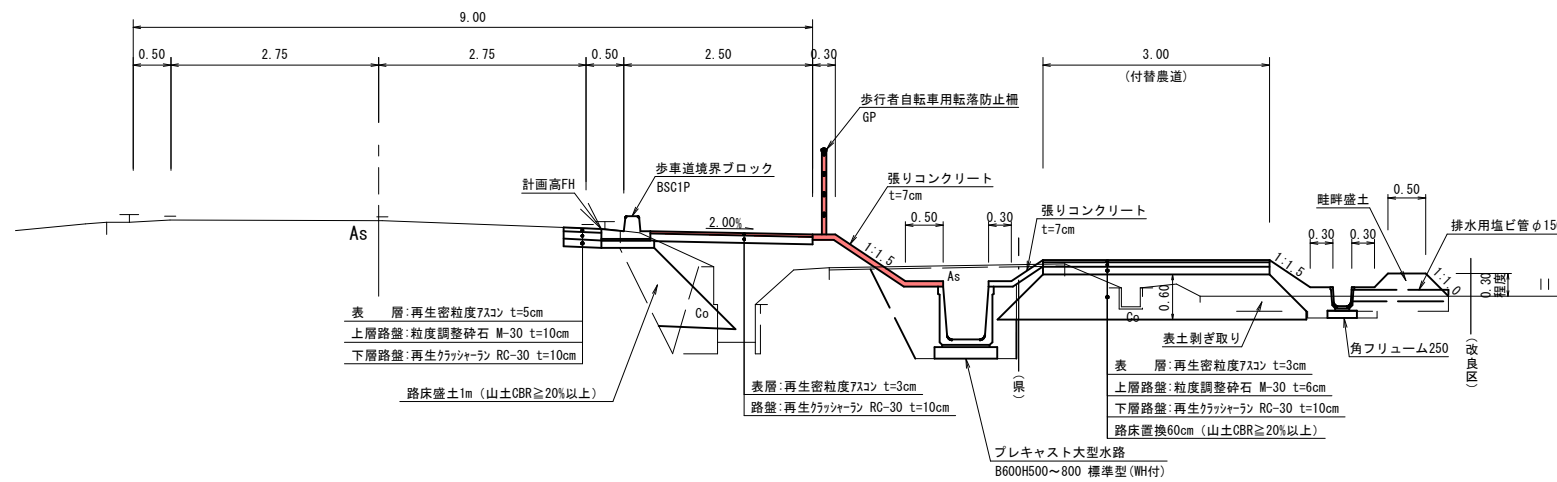 9.00
0.50
2.75
2.75
0.50
2.50
0.30
3.00
(付替農道)
歩行者自転車用転落防止柵
GP
歩車道境界ブロック
BSC1P
計画高FH
張りコンクリート
t=7cm
張りコンクリート
t=7cm
畦畔盛土
0.50
排水用塩ビ管φ150
As
2.00%
1:1.5
0.50
0.30
As
1:1.5
0.30
0.30
1:1.0
0.30
程度
0.60
Co
Co
表土剥ぎ取り
角フリューム250
(改良区)
(県)
表　　層:再生密粒度アスコン t=5cm
上層路盤:粒度調整砕石 M-30 t=10cm
下層路盤:再生クラッシャーラン RC-30 t=10cm
路床盛土1m (山土CBR≧20%以上)
表層:再生密粒度アスコン t=3cm
路盤:再生クラッシャーラン RC-30 t=10cm
表　　層:再生密粒度アスコン t=3cm
上層路盤:粒度調整砕石 M-30 t=6cm
下層路盤:再生クラッシャーラン RC-30 t=10cm
路床置換60cm (山土CBR≧20%以上)
プレキャスト大型水路
B600H500〜800 標準型(WH付)